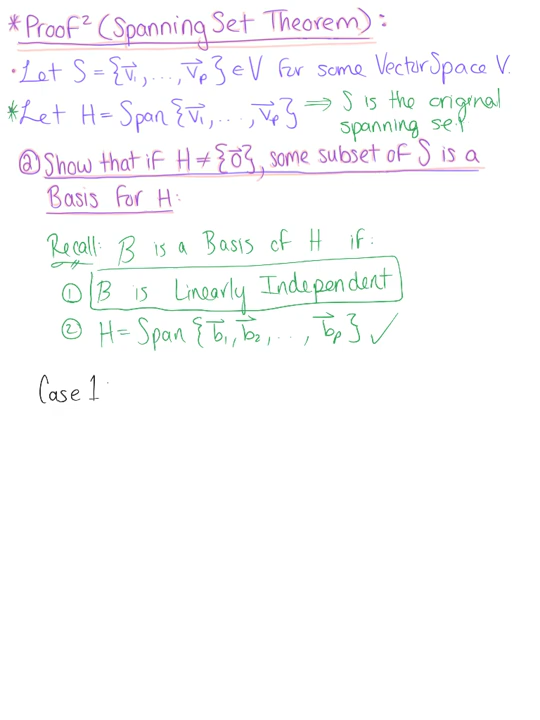 *Proof² (Spanning Set Theorem):
·Let S = {v⃗₁, ..., v⃗ₚ} ∈ V for some Vector Space V.
*Let H = Span {v⃗₁, ..., v⃗ₚ} ⟹ S is the original
spanning set
② Show that if H ≠ {0⃗}, some subset of S is a
Basis for H:
Recall: B is a Basis of H if:
① B is Linearly Independent
② H = Span {b⃗₁, b⃗₂, ..., b⃗ₚ} ✓
Case 1